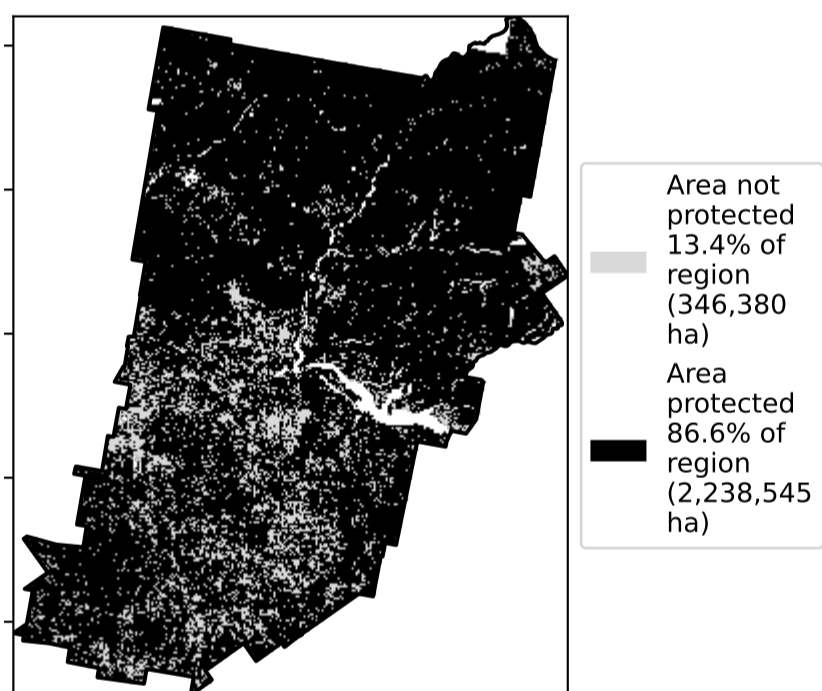 Area not
protected
13.4% of
region
(346,380
ha)
Area
protected
86.6% of
region
(2,238,545
ha)